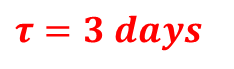 τ = 3 days